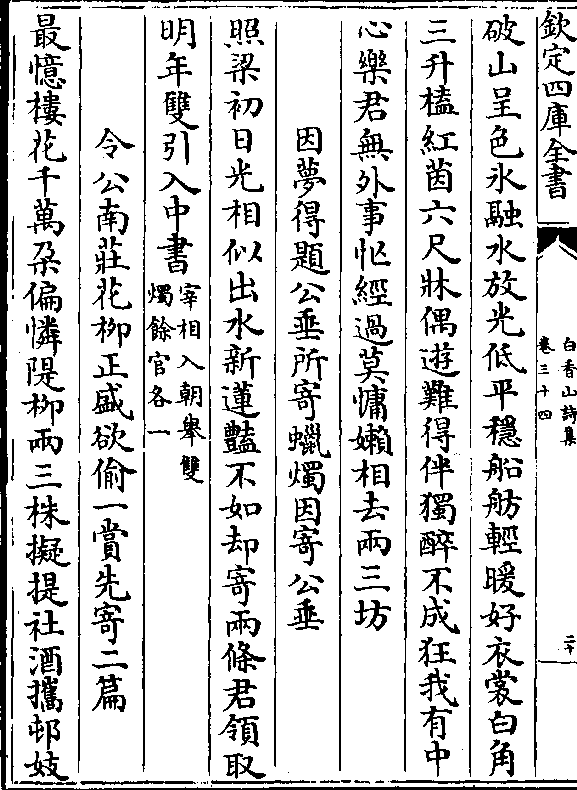 欽定四庫全書
白香山詩集
卷三十四
二十
破山呈色氷融水放光低平穩船舫輕暖好衣裳白角
三升榼紅茵六尺牀偶遊難得伴獨醉不成狂我有中
心樂君無外事忙經過莫慵嬾相去兩三坊
因夢得題公垂所寄蠟燭因寄公垂
照梁初日光相似出水新蓮豔不如却寄兩條君領取
明年雙引入中書
宰相入朝舉雙
燭餘官各一
令公南莊花柳正盛欲偷一賞先寄二篇
最憶樓花千萬朶偏憐隄柳兩三株擬提社酒攜邨妓